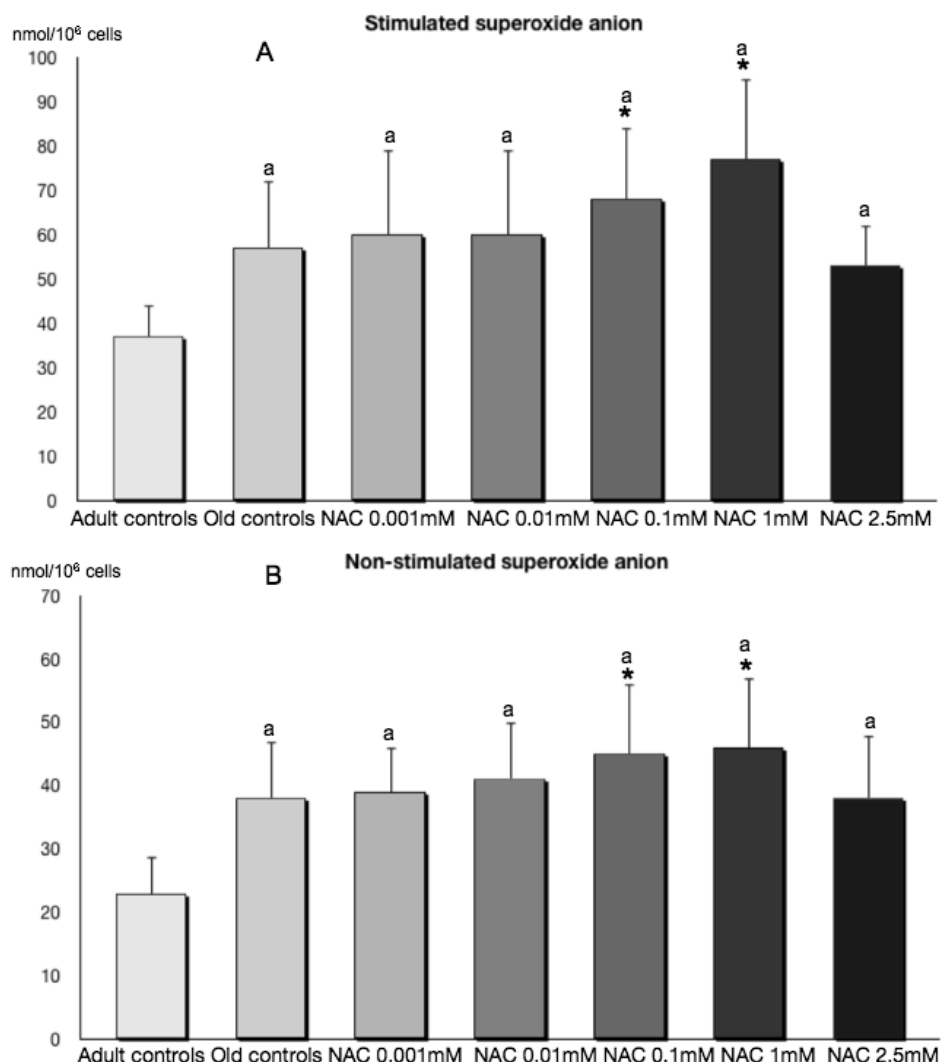 Stimulated superoxide anion
nmol/10⁶ cells
A
100
90
80
70
60
50
40
30
20
10
0
a
a
a
a
*
a
*
a
Adult controls Old controls NAC 0.001mM NAC 0.01mM NAC 0.1mM NAC 1mM NAC 2.5mM
Non-stimulated superoxide anion
nmol/10⁶ cells
B
70
60
50
40
30
20
10
0
a
a
a
a
*
a
*
a
Adult controls Old controls NAC 0.001mM NAC 0.01mM NAC 0.1mM NAC 1mM NAC 2.5mM